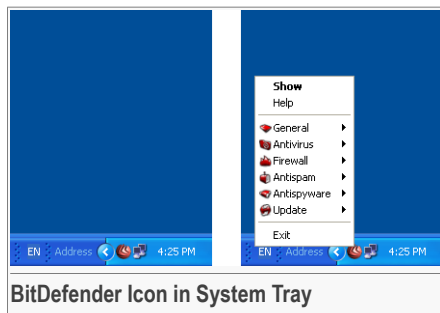 Show
Help
General
Antivirus
Firewall
Antispam
Antispyware
Update
Exit
EN Address 4:25 PM
EN Address 4:25 PM
BitDefender Icon in System Tray